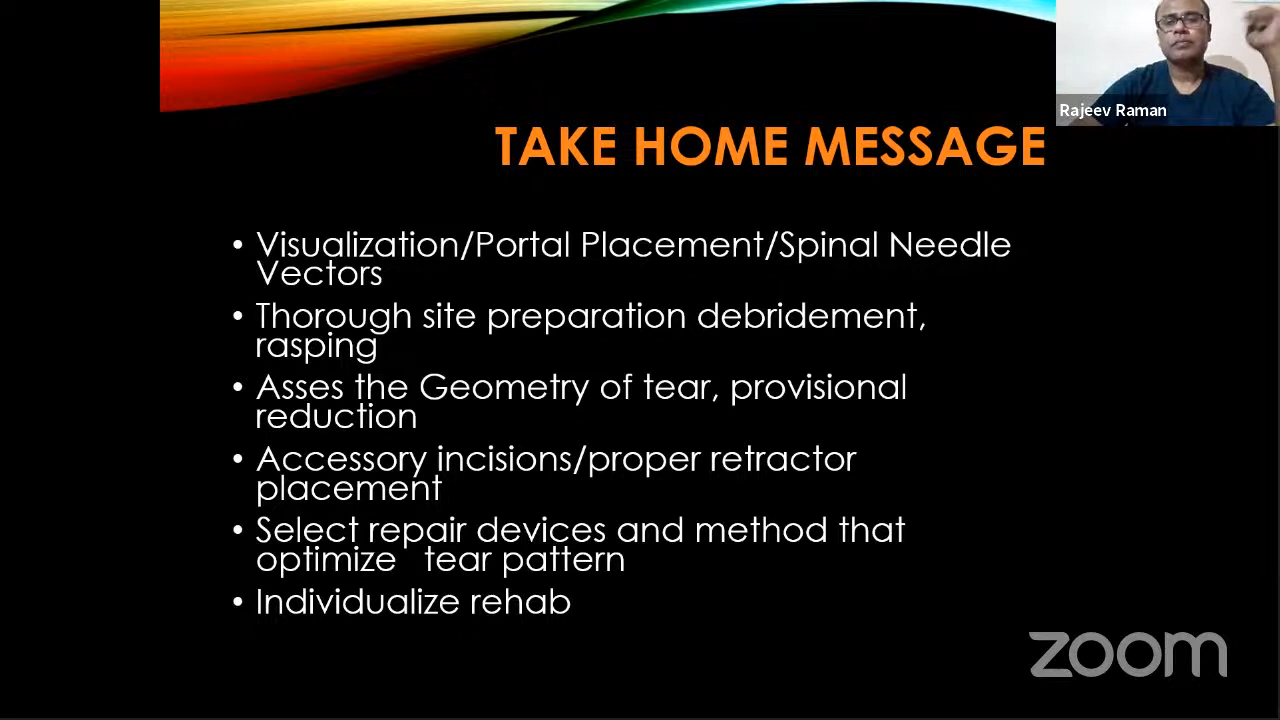 Rajeev Raman
TAKE HOME MESSAGE
• Visualization/Portal Placement/Spinal Needle
Vectors
• Thorough site preparation debridement,
rasping
• Asses the Geometry of tear, provisional
reduction
• Accessory incisions/proper retractor
placement
• Select repair devices and method that
optimize tear pattern
• Individualize rehab
zoom